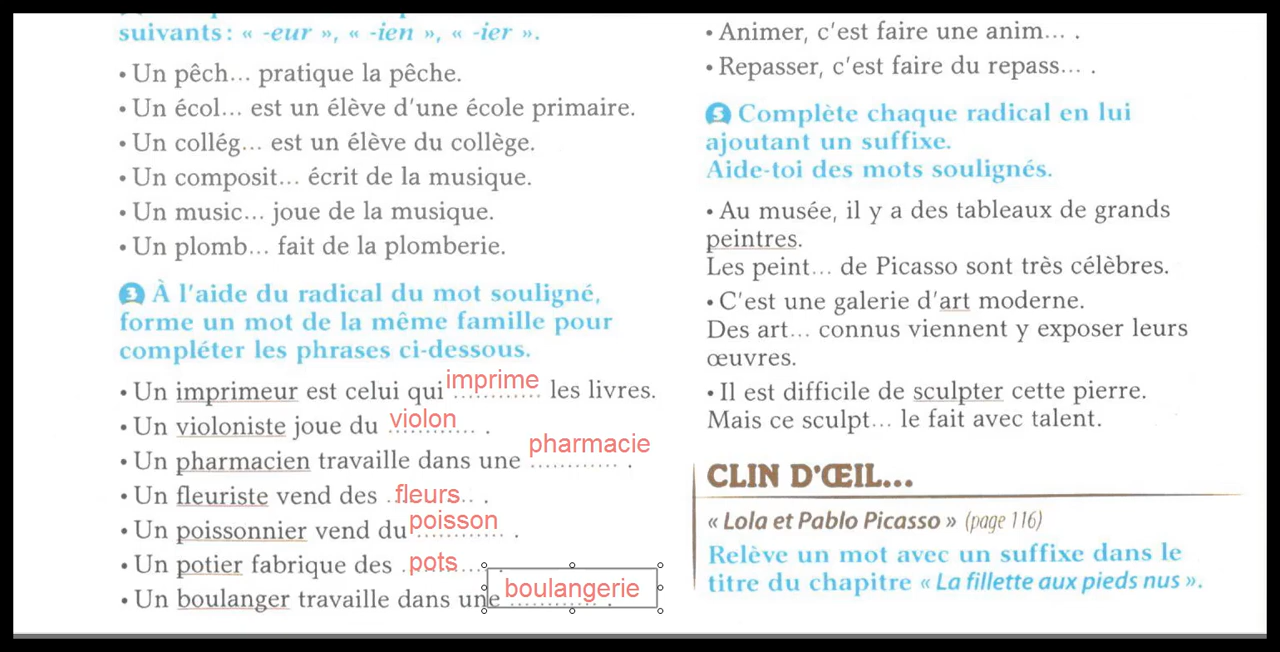 suivants : « -eur », « -ien », « -ier ».
• Un pêch... pratique la pêche.
• Un écol... est un élève d'une école primaire.
• Un collég... est un élève du collège.
• Un composit... écrit de la musique.
• Un music... joue de la musique.
• Un plomb... fait de la plomberie.
3 À l'aide du radical du mot souligné,
forme un mot de la même famille pour
compléter les phrases ci-dessous.
• Un imprimeur est celui qui imprime les livres.
• Un violoniste joue du violon .
• Un pharmacien travaille dans une pharmacie .
• Un fleuriste vend des fleurs .
• Un poissonnier vend du poisson .
• Un potier fabrique des pots .
• Un boulanger travaille dans une boulangerie .
• Animer, c'est faire une anim... .
• Repasser, c'est faire du repass... .
5 Complète chaque radical en lui
ajoutant un suffixe.
Aide-toi des mots soulignés.
• Au musée, il y a des tableaux de grands
peintres.
Les peint... de Picasso sont très célèbres.
• C'est une galerie d'art moderne.
Des art... connus viennent y exposer leurs
œuvres.
• Il est difficile de sculpter cette pierre.
Mais ce sculpt... le fait avec talent.
CLIN D'ŒIL...
« Lola et Pablo Picasso » (page 116)
Relève un mot avec un suffixe dans le
titre du chapitre « La fillette aux pieds nus ».